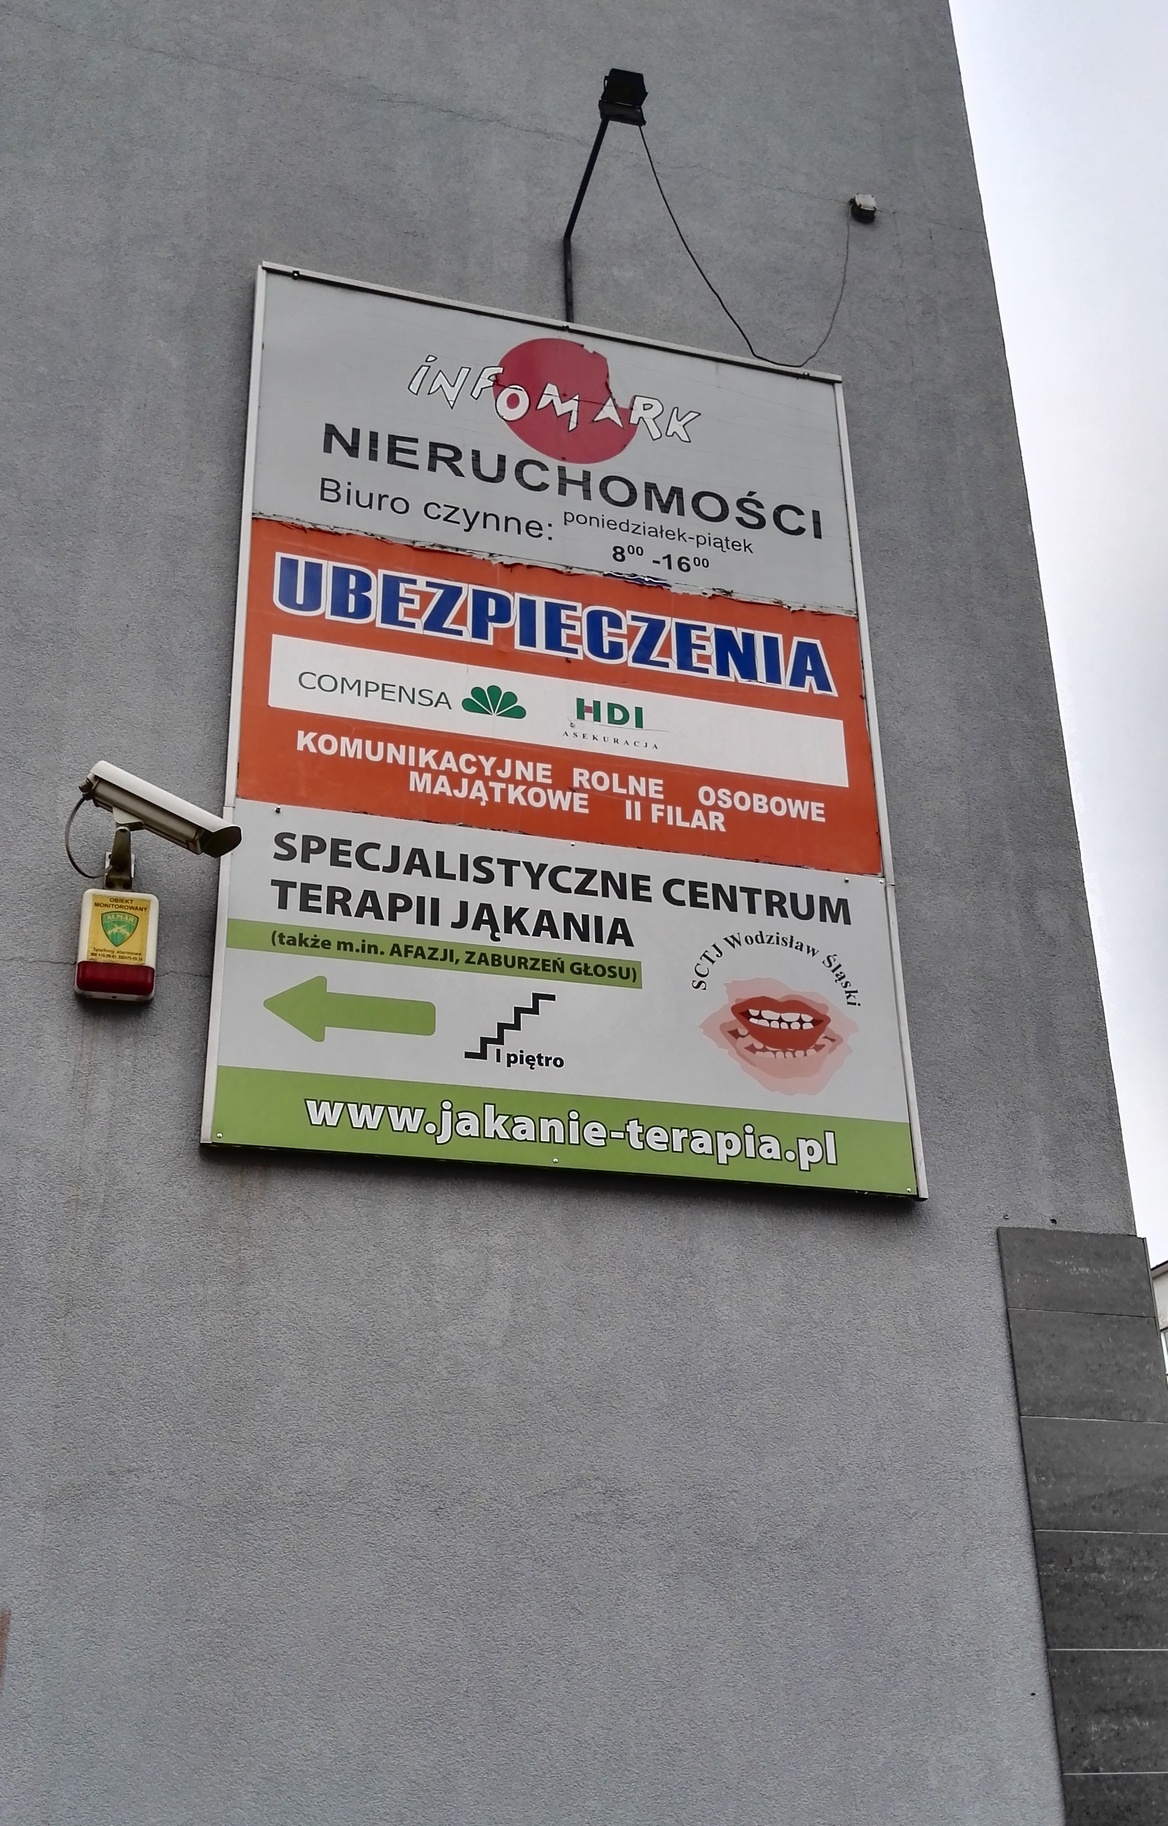 INFOMARK
NIERUCHOMOŚCI
Biuro czynne: poniedziałek-piątek
8⁰⁰ -16⁰⁰
UBEZPIECZENIA
COMPENSA HDI
ASEKURACJA
KOMUNIKACYJNE ROLNE OSOBOWE
MAJĄTKOWE II FILAR
SPECJALISTYCZNE CENTRUM
TERAPII JĄKANIA
(także m.in. AFAZJI, ZABURZEŃ GŁOSU)
SCTJ Wodzisław Śląski
I piętro
www.jakanie-terapia.pl
OBIEKT
MONITOROWANY